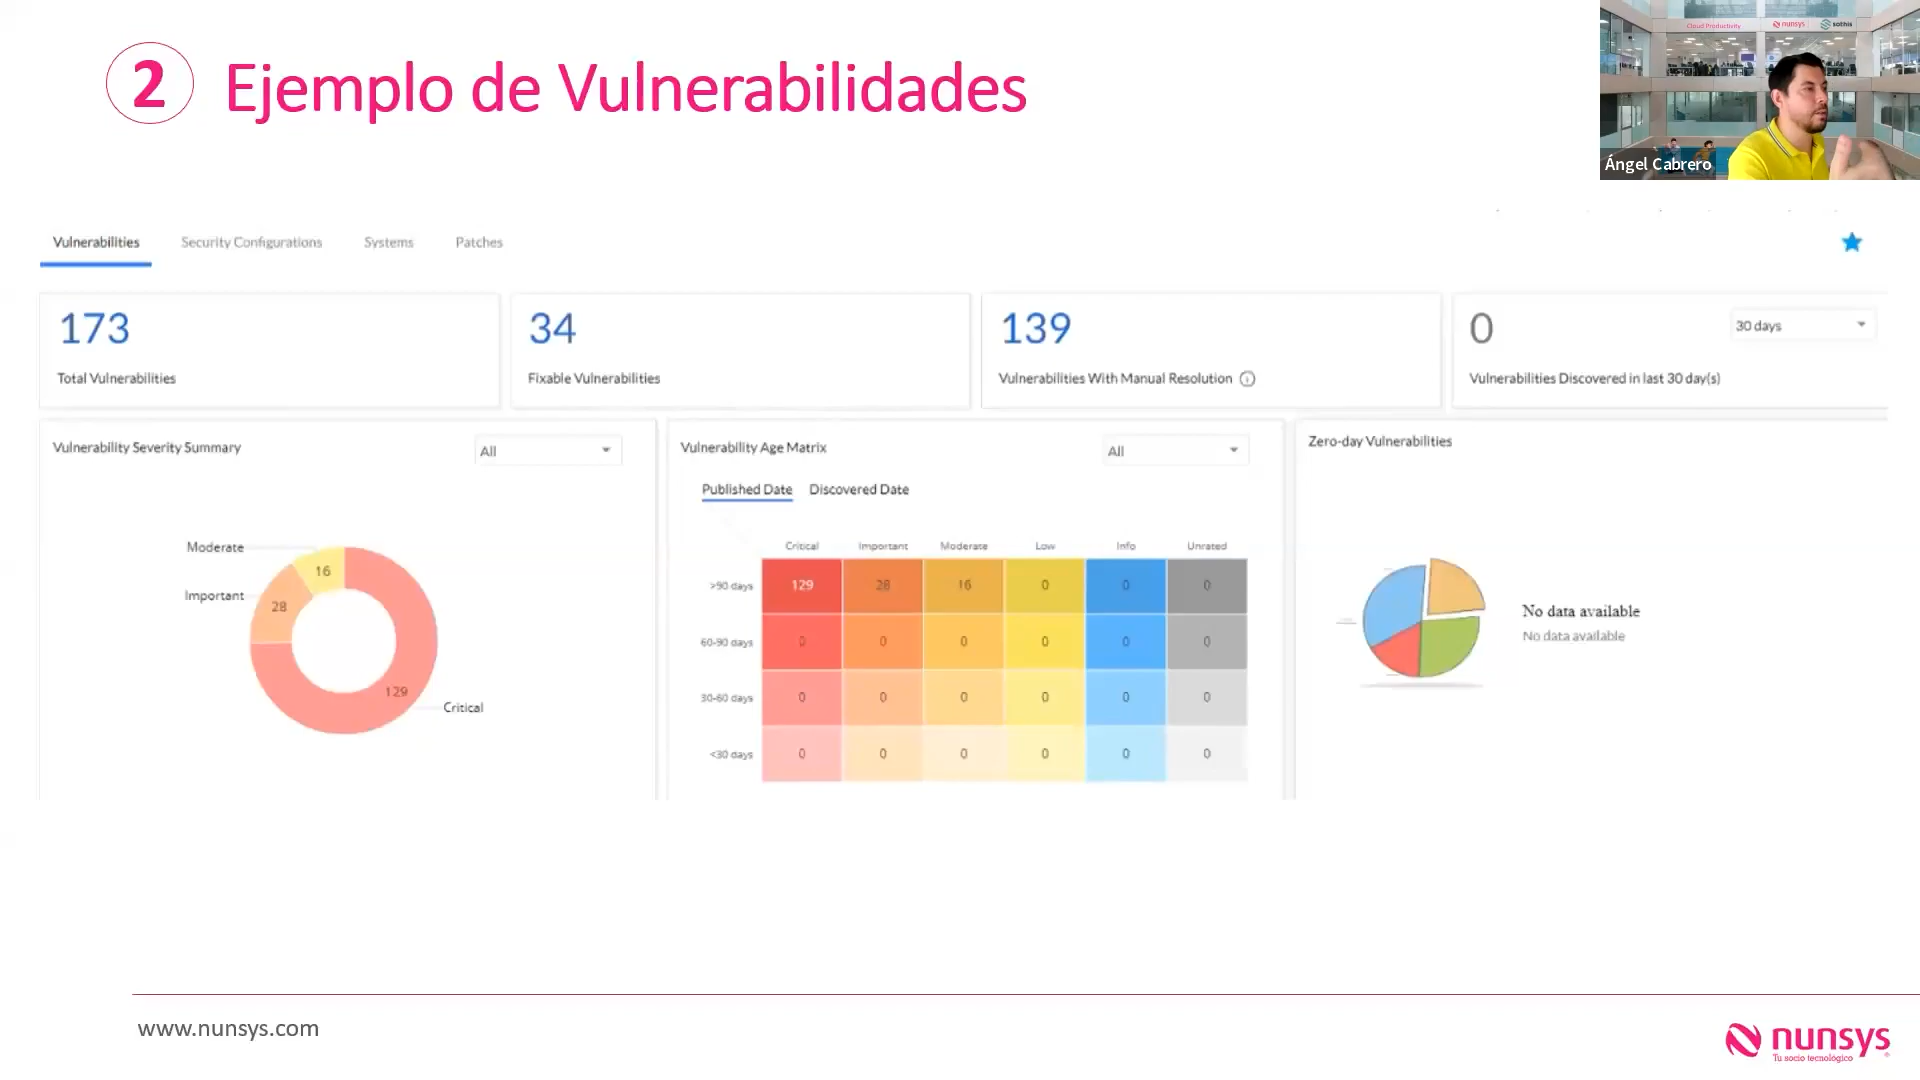 2 Ejemplo de Vulnerabilidades
Cloud Productivity nunsys sothis
Ángel Cabrero
Vulnerabilities Security Configurations Systems Patches
173
Total Vulnerabilities
34
Fixable Vulnerabilities
139
Vulnerabilities With Manual Resolution
0
30 days
Vulnerabilities Discovered in last 30 day(s)
Vulnerability Severity Summary
All
Moderate
16
Important
28
129
Critical
Vulnerability Age Matrix
All
Published Date Discovered Date
Critical Important Moderate Low Info Unrated
>90 days 129 28 16 0 0 0
60-90 days 0 0 0 0 0 0
30-60 days 0 0 0 0 0 0
<30 days 0 0 0 0 0 0
Zero-day Vulnerabilities
No data available
No data available
www.nunsys.com
nunsys
Tu socio tecnológico